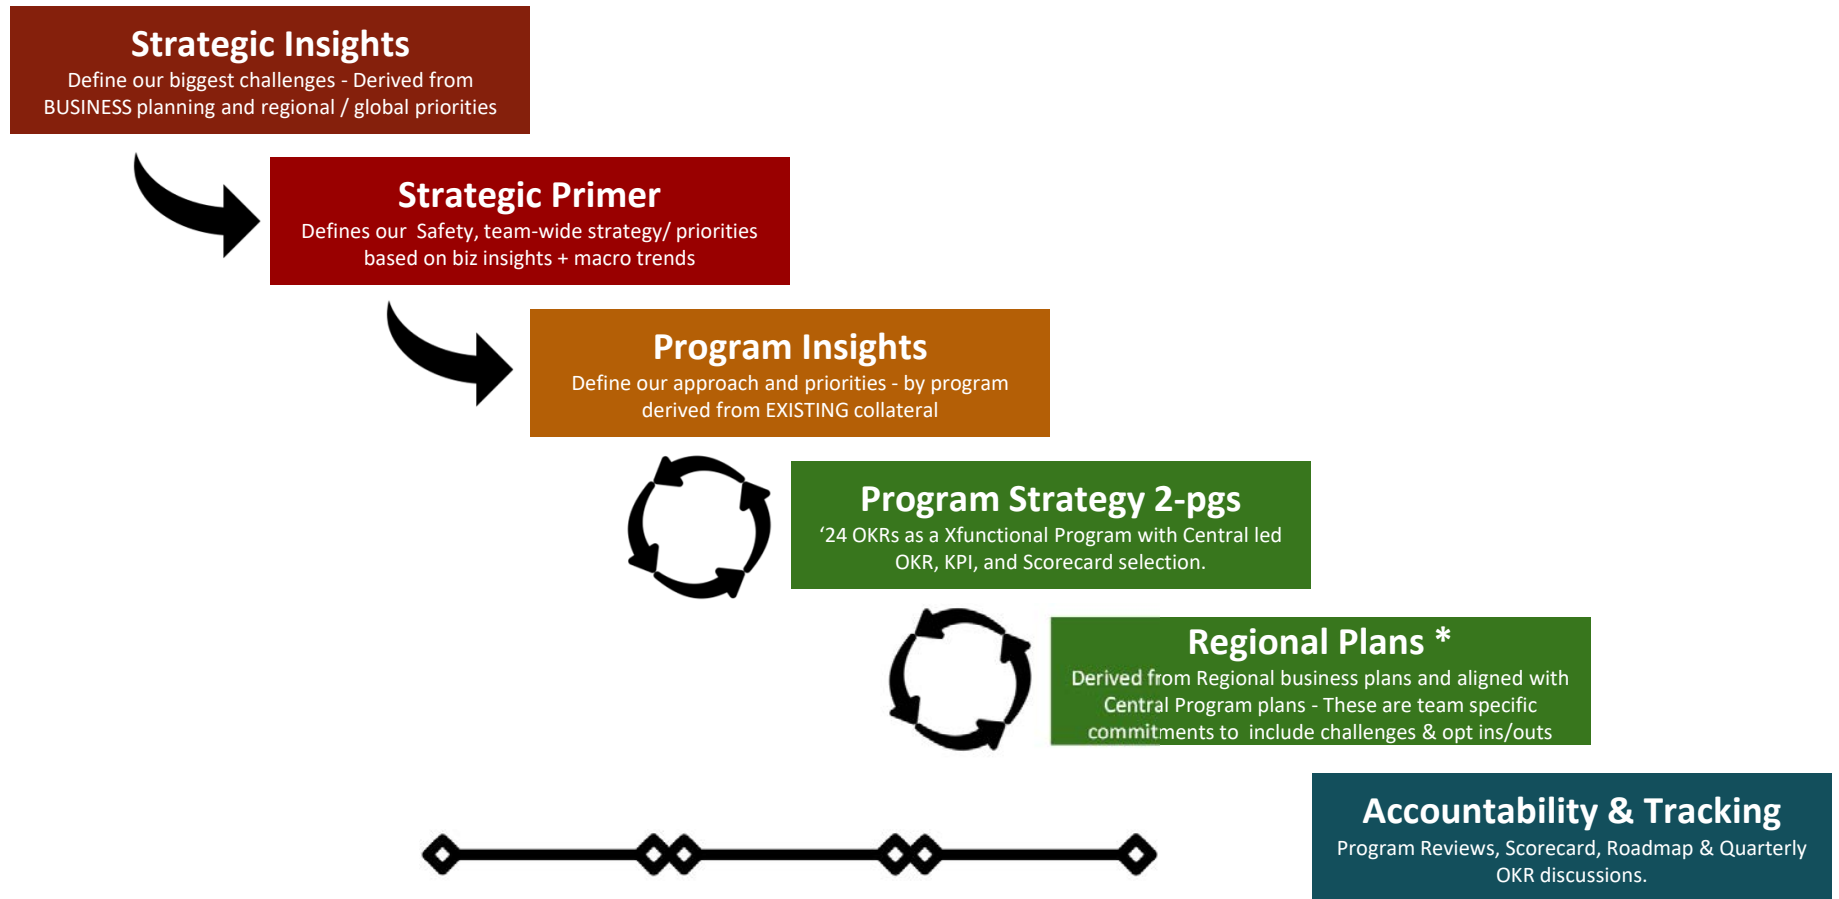 Strategic Insights
Define our biggest challenges - Derived from
BUSINESS planning and regional / global priorities
Strategic Primer
Defines our Safety, team-wide strategy/ priorities
based on biz insights + macro trends
Program Insights
Define our approach and priorities - by program
derived from EXISTING collateral
Program Strategy 2-pgs
‘24 OKRs as a Xfunctional Program with Central led
OKR, KPI, and Scorecard selection.
Regional Plans *
Derived from Regional business plans and aligned with
Central Program plans - These are team specific
commitments to include challenges & opt ins/outs
Accountability & Tracking
Program Reviews, Scorecard, Roadmap & Quarterly
OKR discussions.